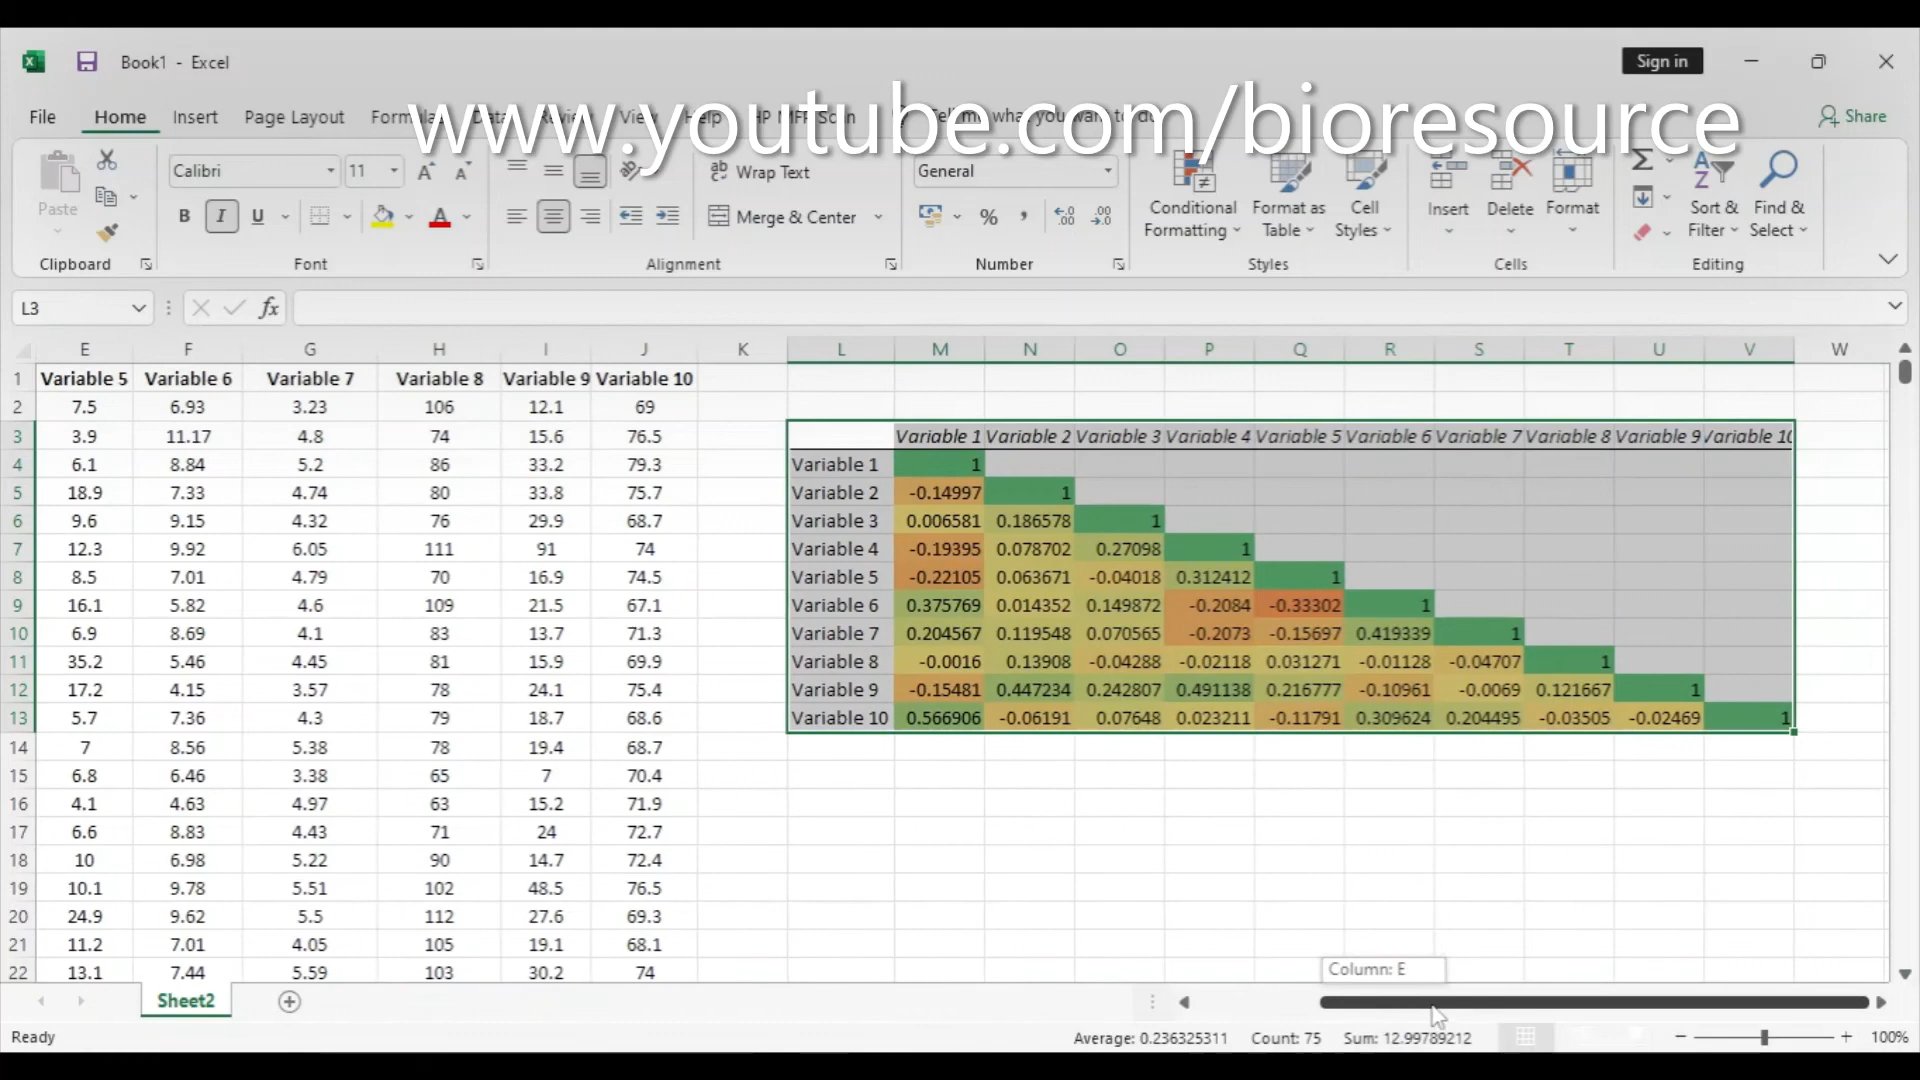 Book1 - Excel
Sign in
www.youtube.com/bioresource
File Home Insert Page Layout Formulas Data Review View Help HP MFP Scan Tell me what you want to do Share
Calibri 11 Wrap Text General
Paste
B I U Merge & Center % Conditional Formatting Format as Table Cell Styles Insert Delete Format Sort & Filter Find & Select
Clipboard Font Alignment Number Styles Cells Editing
L3 fx
E F G H I J K L M N O P Q R S T U V W
1 Variable 5 Variable 6 Variable 7 Variable 8 Variable 9 Variable 10
2 7.5 6.93 3.23 106 12.1 69
3 3.9 11.17 4.8 74 15.6 76.5 Variable 1 Variable 2 Variable 3 Variable 4 Variable 5 Variable 6 Variable 7 Variable 8 Variable 9 Variable 10
4 6.1 8.84 5.2 86 33.2 79.3 Variable 1 1
5 18.9 7.33 4.74 80 33.8 75.7 Variable 2 -0.14997 1
6 9.6 9.15 4.32 76 29.9 68.7 Variable 3 0.006581 0.186578 1
7 12.3 9.92 6.05 111 91 74 Variable 4 -0.19395 0.078702 0.27098 1
8 8.5 7.01 4.79 70 16.9 74.5 Variable 5 -0.22105 0.063671 -0.04018 0.312412 1
9 16.1 5.82 4.6 109 21.5 67.1 Variable 6 0.375769 0.014352 0.149872 -0.2084 -0.33302 1
10 6.9 8.69 4.1 83 13.7 71.3 Variable 7 0.204567 0.119548 0.070565 -0.2073 -0.15697 0.419339 1
11 35.2 5.46 4.45 81 15.9 69.9 Variable 8 -0.0016 0.13908 -0.04288 -0.02118 0.031271 -0.01128 -0.04707 1
12 17.2 4.15 3.57 78 24.1 75.4 Variable 9 -0.15481 0.447234 0.242807 0.491138 0.216777 -0.10961 -0.0069 0.121667 1
13 5.7 7.36 4.3 79 18.7 68.6 Variable 10 0.566906 -0.06191 0.07648 0.023211 -0.11791 0.309624 0.204495 -0.03505 -0.02469 1
14 7 8.56 5.38 78 19.4 68.7
15 6.8 6.46 3.38 65 7 70.4
16 4.1 4.63 4.97 63 15.2 71.9
17 6.6 8.83 4.43 71 24 72.7
18 10 6.98 5.22 90 14.7 72.4
19 10.1 9.78 5.51 102 48.5 76.5
20 24.9 9.62 5.5 112 27.6 69.3
21 11.2 7.01 4.05 105 19.1 68.1
22 13.1 7.44 5.59 103 30.2 74
Column: E
Sheet2
Ready Average: 0.236325311 Count: 75 Sum: 12.99789212 100%